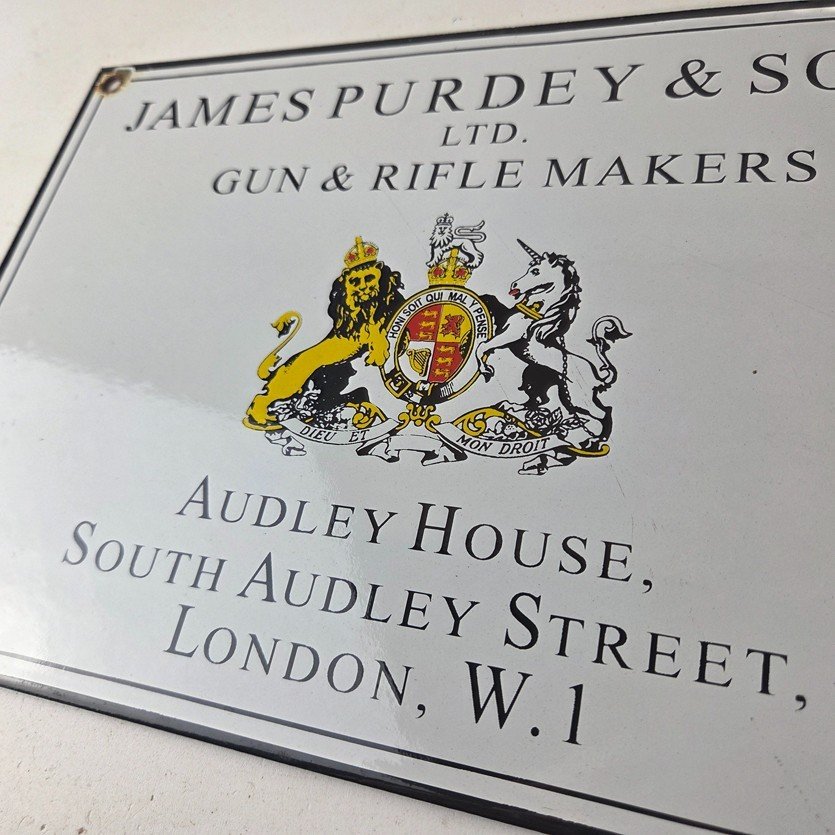 JAMES PURDEY & SO
LTD.
GUN & RIFLE MAKERS
HONI SOIT QUI MAL Y PENSE
DIEU ET MON DROIT
AUDLEY HOUSE,
SOUTH AUDLEY STREET,
LONDON, W.1